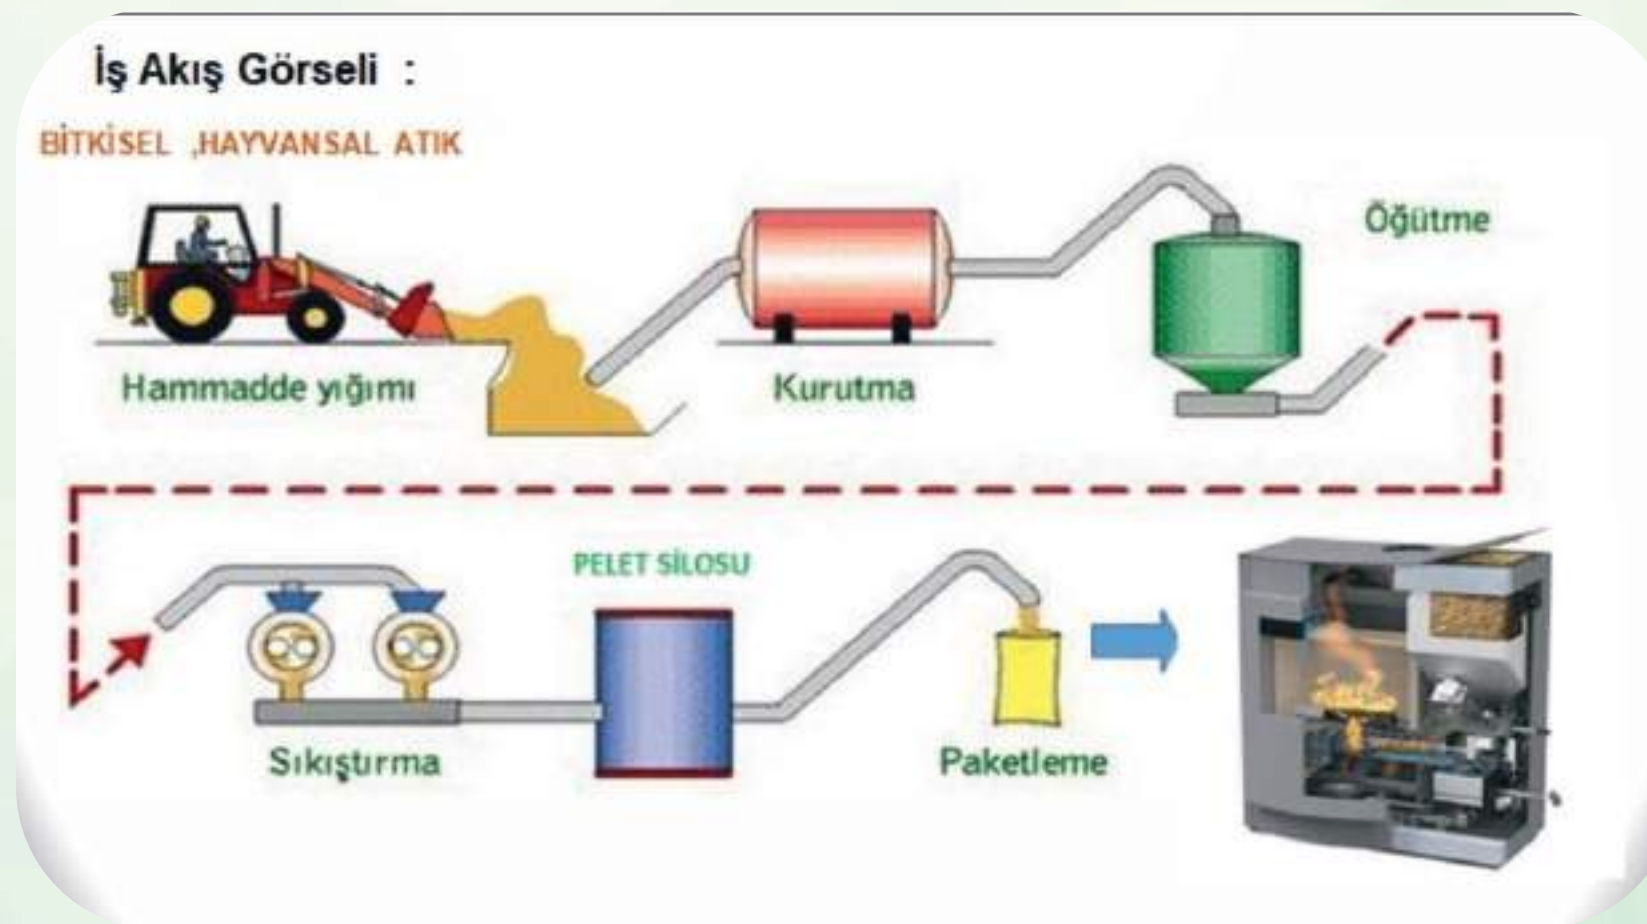 İş Akış Görseli :
BİTKİSEL ,HAYVANSAL ATIK
Öğütme
Hammadde yığımı
Kurutma
PELET SİLOSU
Sıkıştırma
Paketleme